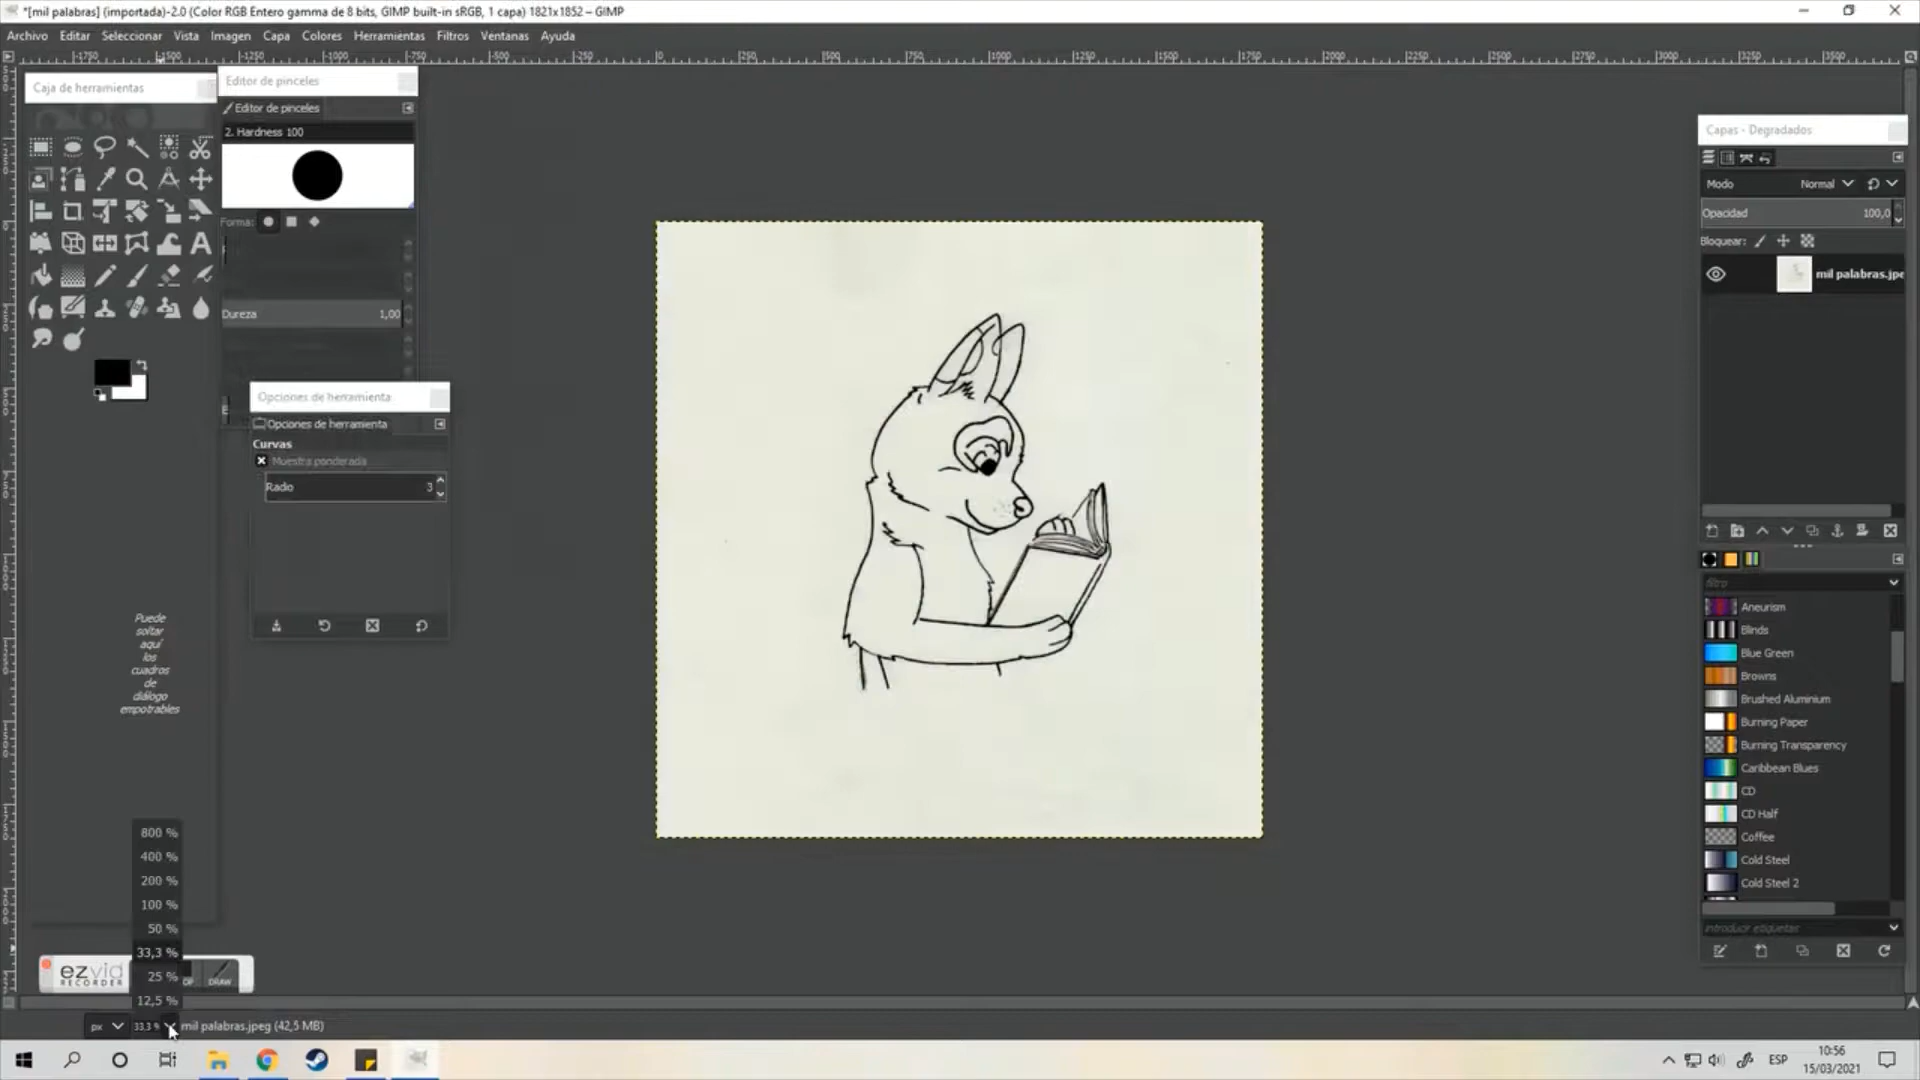 *[mil palabras] (importada)-2.0 (Color RGB Entero gamma de 8 bits, GIMP built-in sRGB, 1 capa) 1821x1852 – GIMP
Archivo Editar Seleccionar Vista Imagen Capa Colores Herramientas Filtros Ventanas Ayuda
Caja de herramientas
Editor de pinceles
Editor de pinceles
2. Hardness 100
Forma:
Dureza 1,00
Opciones de herramienta
Opciones de herramienta
Curvas
Muestra ponderada
Radio 3
Puede
soltar
aquí
los
cuadros
de
diálogo
empotrables
800 %
400 %
200 %
100 %
50 %
33,3 %
25 %
12,5 %
ezvid
RECORDER
DRAW
px 33,3 % mil palabras.jpeg (42,5 MB)
Capas - Degradados
Modo Normal
Opacidad 100,0
Bloquear:
mil palabras.jpe
filtro
Aneurism
Blinds
Blue Green
Browns
Brushed Aluminium
Burning Paper
Burning Transparency
Caribbean Blues
CD
CD Half
Coffee
Cold Steel
Cold Steel 2
introducir etiquetas
ESP
10:56
15/03/2021